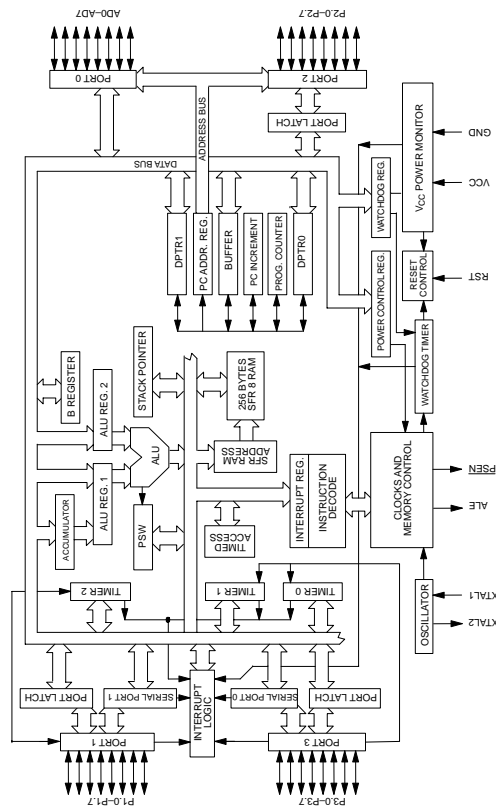 P1.0–P1.7
PORT 1
PORT LATCH
SERIAL PORT 1
INTERRUPT
LOGIC
SERIAL PORT 0
PORT LATCH
PORT 3
P3.0–P3.7
TIMER 2
TIMER 1
TIMER 0
ACCUMULATOR
ALU REG. 1
PSW
ALU
ALU REG. 2
B REGISTER
TIMED
ACCESS
STACK POINTER
SFR RAM
ADDRESS
256 BYTES
SFR 8 RAM
INTERRUPT REG.
INSTRUCTION
DECODE
DPTR1
PC ADDR. REG.
BUFFER
PC INCREMENT
PROG. COUNTER
DPTR0
DATA BUS
ADDRESS BUS
PORT 0
AD0–AD7
PORT LATCH
PORT 2
P2.0–P2.7
OSCILLATOR
XTAL2
XTAL1
CLOCKS AND
MEMORY CONTROL
ALE
PSEN
WATCHDOG TIMER
POWER CONTROL REG.
RESET
CONTROL
RST
WATCHDOG REG.
VCC POWER MONITOR
VCC
GND